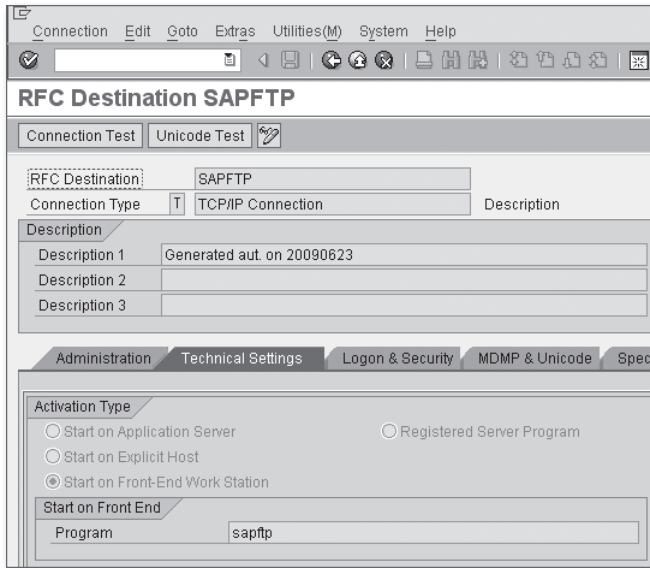 Connection Edit Goto Extras Utilities(M) System Help
RFC Destination SAPFTP
Connection Test Unicode Test
RFC Destination SAPFTP
Connection Type T TCP/IP Connection Description
Description
Description 1 Generated aut. on 20090623
Description 2
Description 3
Administration Technical Settings Logon & Security MDMP & Unicode Spec
Activation Type
Start on Application Server Registered Server Program
Start on Explicit Host
Start on Front-End Work Station
Start on Front End
Program sapftp